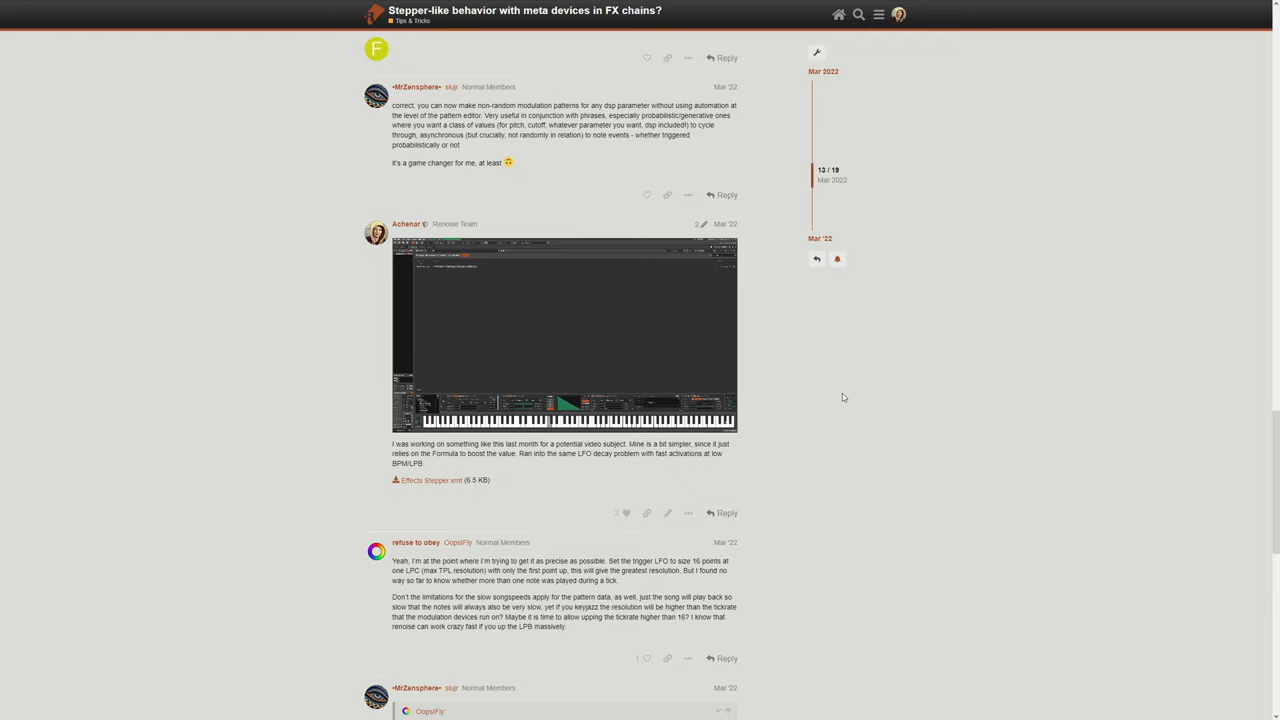 Stepper-like behavior with meta devices in FX chains?
Tips & Tricks
F
Reply
•MrZensphere• slujr Normal Members Mar '22
correct. you can now make non-random modulation patterns for any dsp parameter without using automation at
the level of the pattern editor. Very useful in conjunction with phrases, especially probabilistic/generative ones
where you want a class of values (for pitch, cutoff, whatever parameter you want, dsp included!) to cycle
through, asynchronous (but crucially, not randomly in relation) to note events - whether triggered
probabilistically or not
it's a game changer for me, at least
Reply
Achenar Renoise Team 2 Mar '22
I was working on something like this last month for a potential video subject. Mine is a bit simpler, since it just
relies on the Formula to boost the value. Ran into the same LFO decay problem with fast activations at low
BPM/LPB.
Effects Stepper.xrnt (6.5 KB)
3 Reply
refuse to obey OopsIFly Normal Members Mar '22
Yeah, I'm at the point where I'm trying to get it as precise as possible. Set the trigger LFO to size 16 points at
one LPC (max TPL resolution) with only the first point up, this will give the greatest resolution. But I found no
way so far to know whether more than one note was played during a tick.
Don't the limitations for the slow songspeeds apply for the pattern data, as well, just the song will play back so
slow that the notes will always also be very slow, yet if you keyjazz the resolution will be higher than the tickrate
that the modulation devices run on? Maybe it is time to allow upping the tickrate higher than 16? I know that
renoise can work crazy fast if you up the LPB massively.
1 Reply
•MrZensphere• slujr Normal Members Mar '22
OopsIFly:
Mar 2022
13 / 19
Mar 2022
Mar '22